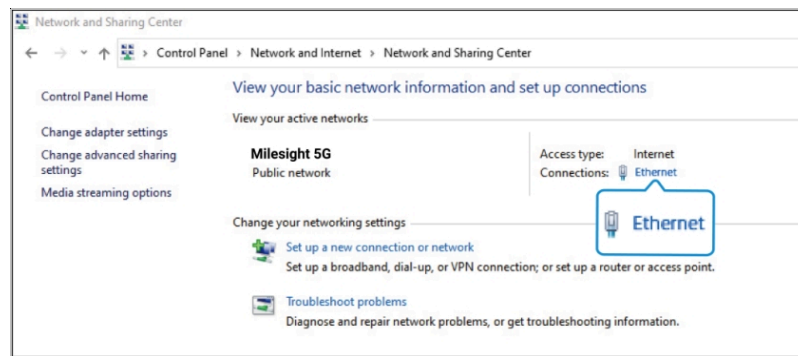 Network and Sharing Center
Control Panel > Network and Internet > Network and Sharing Center
Control Panel Home
Change adapter settings
Change advanced sharing
settings
Media streaming options
View your basic network information and set up connections
View your active networks
Milesight 5G
Public network
Access type: Internet
Connections: Ethernet
Ethernet
Change your networking settings
Set up a new connection or network
Set up a broadband, dial-up, or VPN connection; or set up a router or access point.
Troubleshoot problems
Diagnose and repair network problems, or get troubleshooting information.